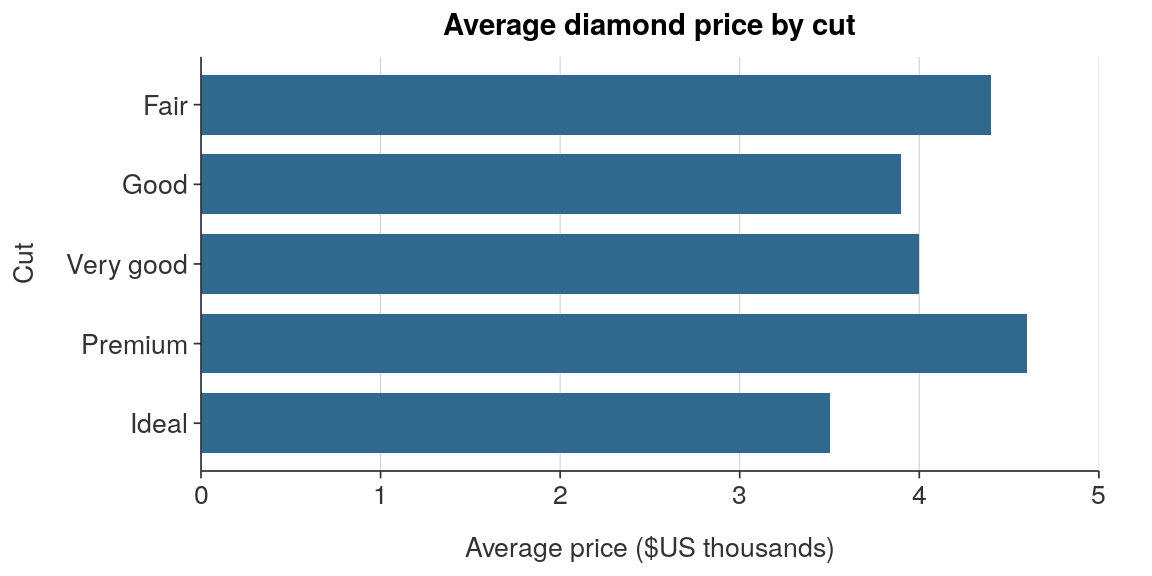 Average diamond price by cut
Cut
Fair
Good
Very good
Premium
Ideal
0 1 2 3 4 5
Average price ($US thousands)